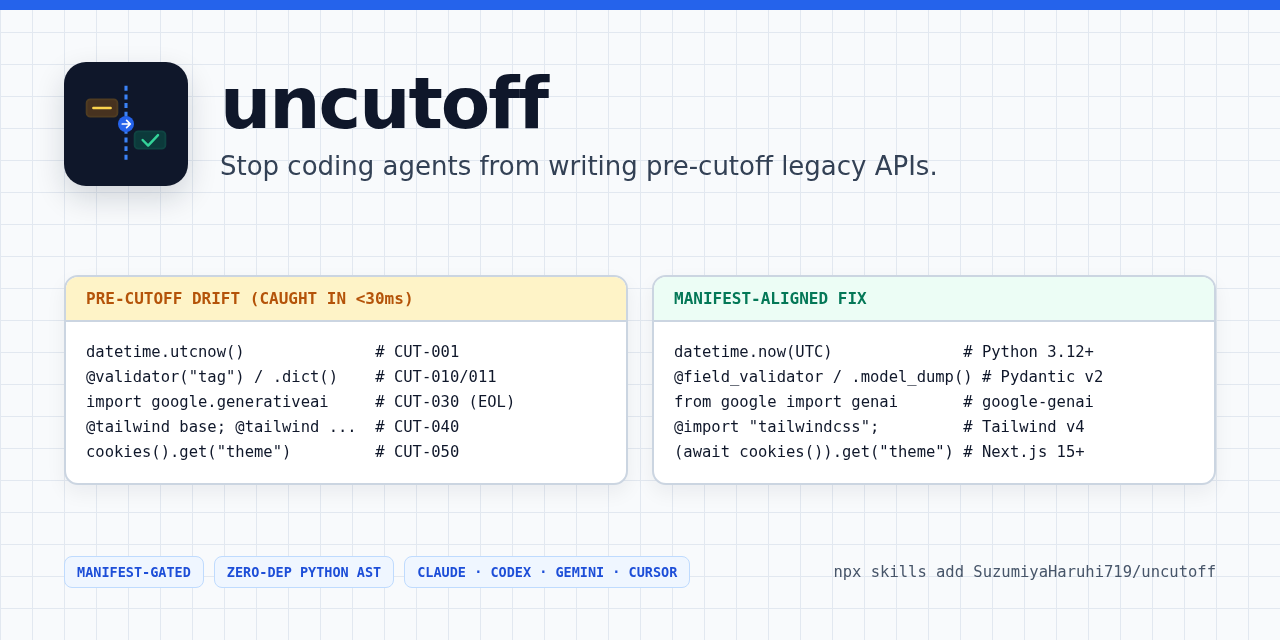 uncutoff
Stop coding agents from writing pre-cutoff legacy APIs.
PRE-CUTOFF DRIFT (CAUGHT IN <30ms)
datetime.utcnow() # CUT-001
@validator("tag") / .dict() # CUT-010/011
import google.generativeai # CUT-030 (EOL)
@tailwind base; @tailwind ... # CUT-040
cookies().get("theme") # CUT-050
MANIFEST-ALIGNED FIX
datetime.now(UTC) # Python 3.12+
@field_validator / .model_dump() # Pydantic v2
from google import genai # google-genai
@import "tailwindcss"; # Tailwind v4
(await cookies()).get("theme") # Next.js 15+
MANIFEST-GATED
ZERO-DEP PYTHON AST
CLAUDE · CODEX · GEMINI · CURSOR
npx skills add SuzumiyaHaruhi719/uncutoff